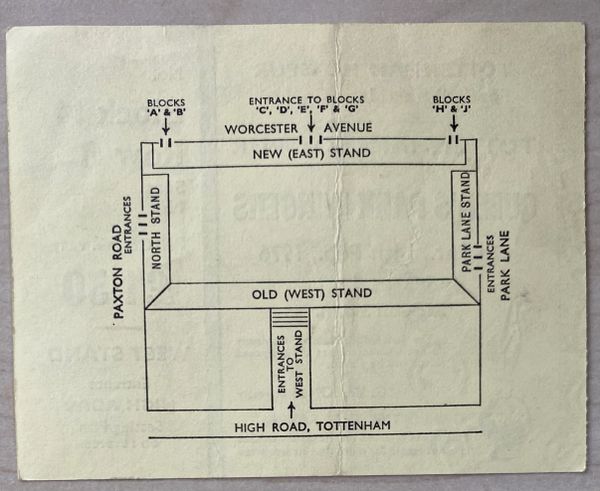 BLOCKS
'A' & 'B'
ENTRANCE TO BLOCKS
'C', 'D', 'E', 'F' & 'G'
BLOCKS
'H' & 'J'
WORCESTER AVENUE
NEW (EAST) STAND
PAXTON ROAD
ENTRANCES
NORTH STAND
PARK LANE STAND
ENTRANCES
PARK LANE
OLD (WEST) STAND
ENTRANCES
TO
WEST STAND
HIGH ROAD, TOTTENHAM